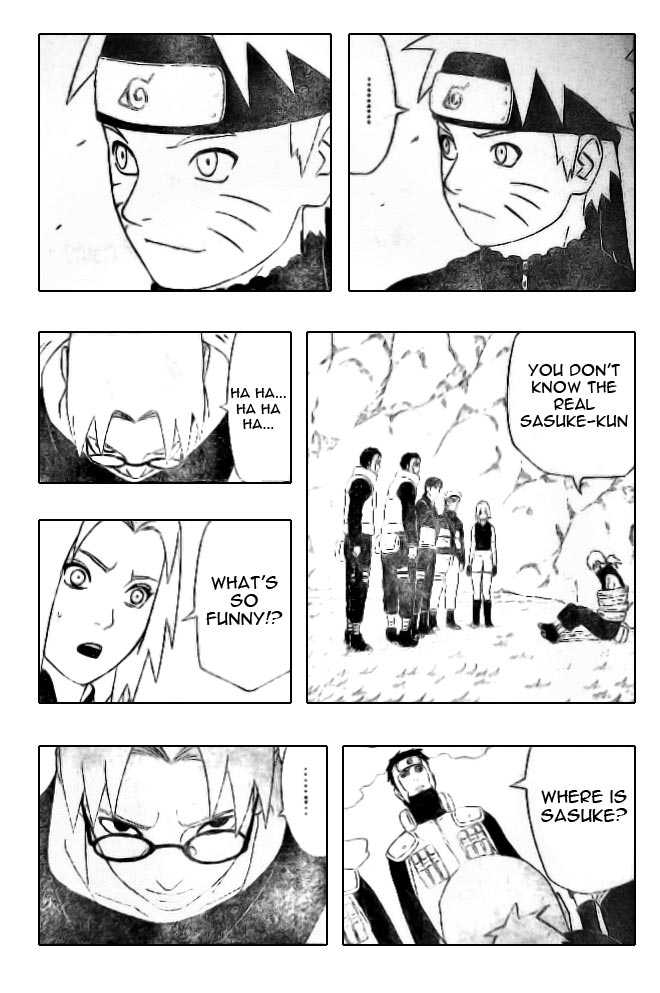 ........
YOU DON'T
KNOW THE
REAL
SASUKE-KUN
HA HA...
HA HA
HA...
WHAT'S
SO
FUNNY!?
WHERE IS
SASUKE?
........